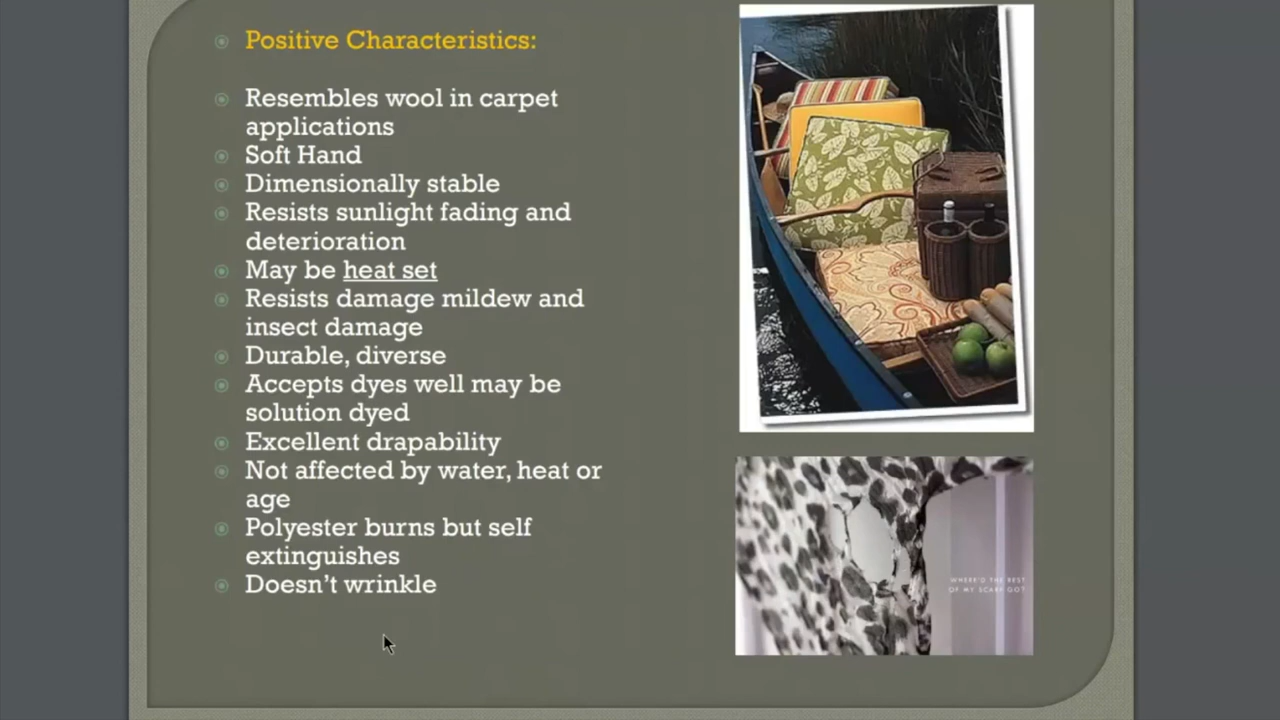 Positive Characteristics:
Resembles wool in carpet
applications
Soft Hand
Dimensionally stable
Resists sunlight fading and
deterioration
May be heat set
Resists damage mildew and
insect damage
Durable, diverse
Accepts dyes well may be
solution dyed
Excellent drapability
Not affected by water, heat or
age
Polyester burns but self
extinguishes
Doesn't wrinkle
WHERE'D THE REST
OF MY SCARF GO?